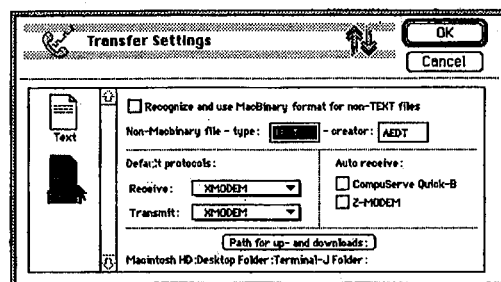 Transfer Settings
OK
Cancel
Text
Recognize and use MacBinary format for non-TEXT files
Non-Macbinary file - type: - creator: AEDT
Default protocols:
Receive: XMODEM
Transmit: XMODEM
Auto receive:
CompuServe Quick-B
Z-MODEM
Path for up- and downloads:
Macintosh HD:Desktop Folder:Terminal-J Folder: